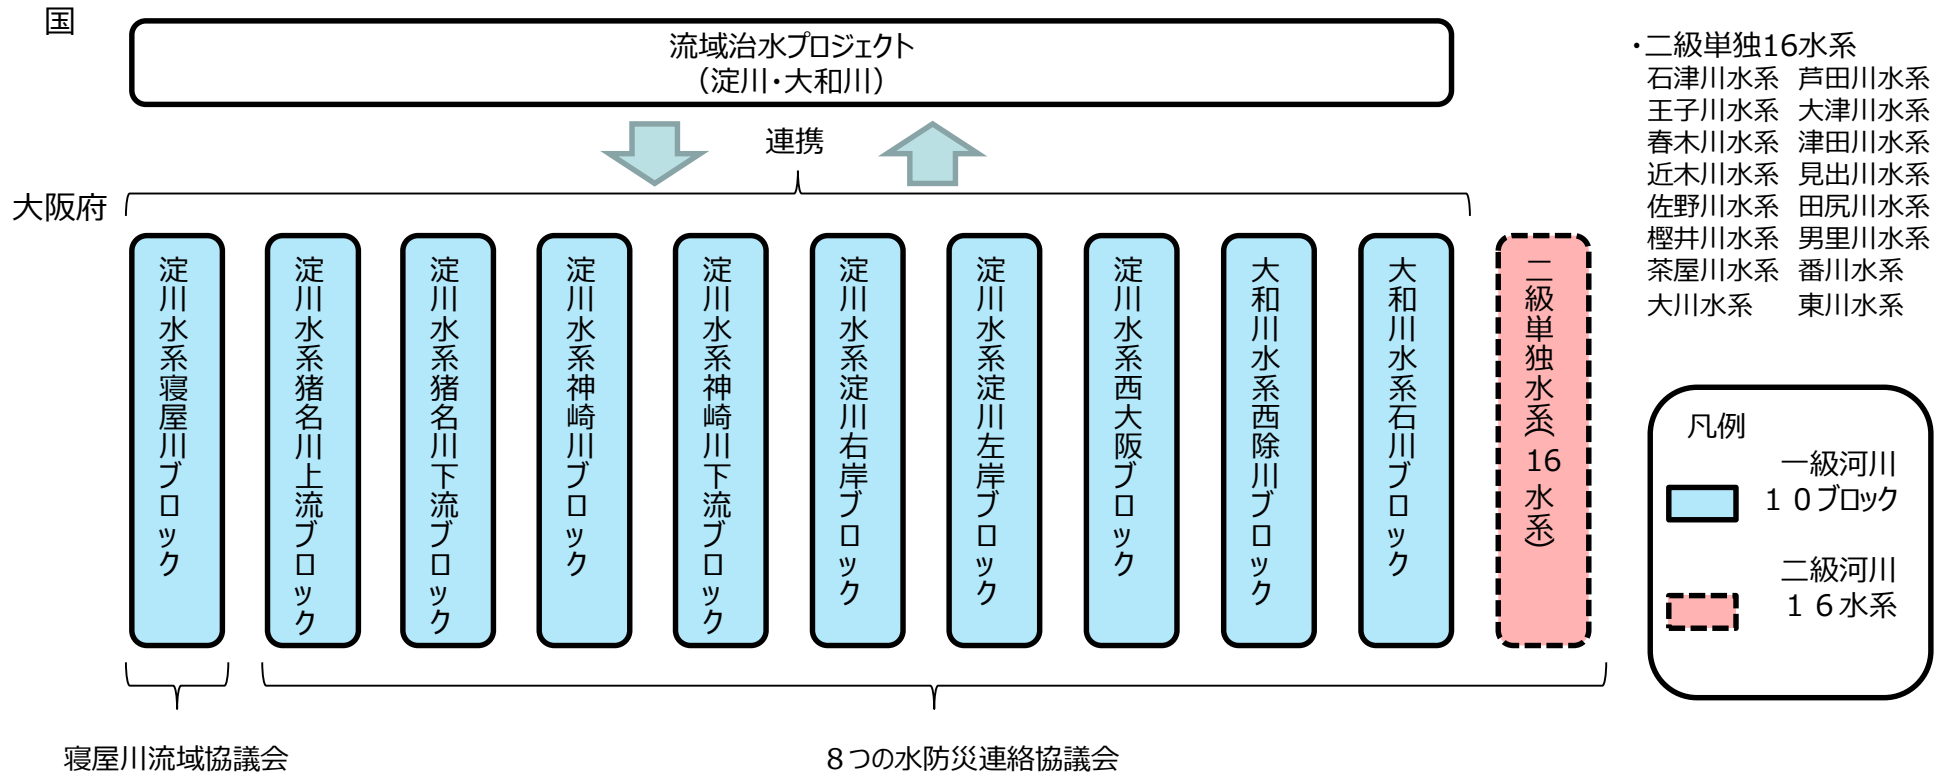 国
流域治水プロジェクト
（淀川・大和川）
連携
大阪府
淀川水系寝屋川ブロック
淀川水系猪名川上流ブロック
淀川水系猪名川下流ブロック
淀川水系神崎川ブロック
淀川水系神崎川下流ブロック
淀川水系淀川右岸ブロック
淀川水系淀川左岸ブロック
淀川水系西大阪ブロック
大和川水系西除川ブロック
大和川水系石川ブロック
二級単独水系（16水系）
寝屋川流域協議会
８つの水防災連絡協議会
・二級単独16水系
石津川水系 芦田川水系
王子川水系 大津川水系
春木川水系 津田川水系
近木川水系 見出川水系
佐野川水系 田尻川水系
樫井川水系 男里川水系
茶屋川水系 番川水系
大川水系 東川水系
凡例
一級河川
１０ブロック
二級河川
１６水系